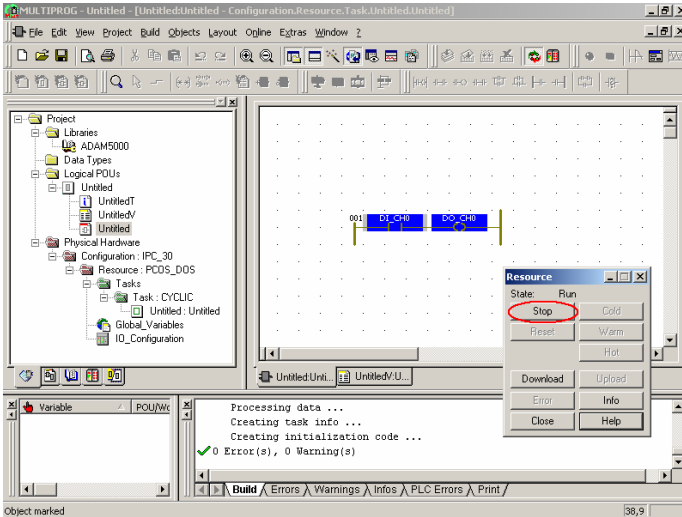 MULTIPROG - Untitled - [Untitled:Untitled - Configuration.Resource.Task.Untitled.Untitled]
File Edit View Project Build Objects Layout Online Extras Window ?
Project
Libraries
ADAM5000
Data Types
Logical POUs
Untitled
UntitledT
UntitledV
Untitled
Physical Hardware
Configuration : IPC_30
Resource : PCOS_DOS
Tasks
Task : CYCLIC
Untitled : Untitled
Global_Variables
IO_Configuration
001 DI_CH0 DO_CH0
Untitled:Unti... UntitledV:U...
Resource
State: Run
Stop Cold
Reset Warm
Hot
Download Upload
Error Info
Close Help
Variable POU/Wo
Processing data ...
Creating task info ...
Creating initialization code ...
0 Error(s), 0 Warning(s)
Build Errors Warnings Infos PLC Errors Print
Object marked
38,9